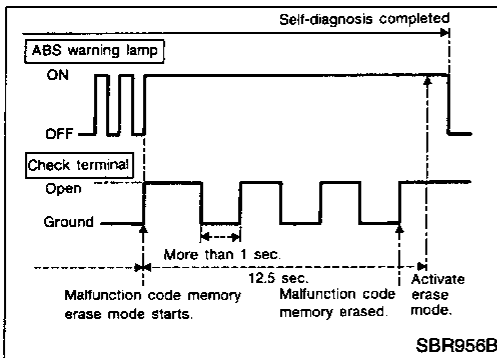 Self-diagnosis completed
ABS warning lamp
ON
OFF
Check terminal
Open
Ground
More than 1 sec.
12.5 sec.
Malfunction code memory
erase mode starts.
Malfunction code
memory erased.
Activate
erase
mode.
SBR956B